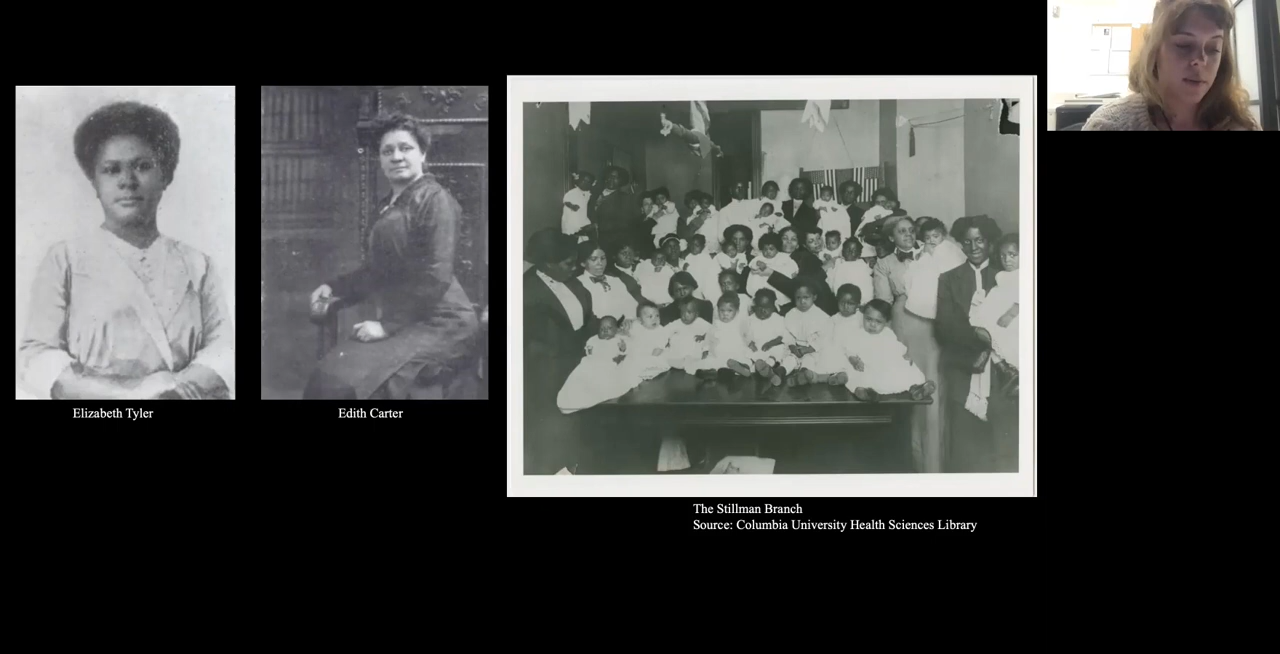 Elizabeth Tyler
Edith Carter
The Stillman Branch
Source: Columbia University Health Sciences Library